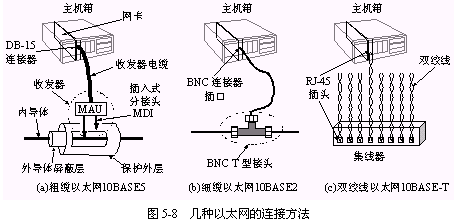 主机箱
网卡
DB-15
连接器
收发器电缆
收发器
插入式
分接头
MDI
MAU
内导体
外导体屏蔽层
保护外层
(a)粗缆以太网10BASE5
主机箱
BNC 连接器
插口
BNC T型接头
(b)细缆以太网10BASE2
主机箱
双绞线
RJ-45
插头
集线器
(c)双绞线以太网10BASE-T
图 5-8 几种以太网的连接方法